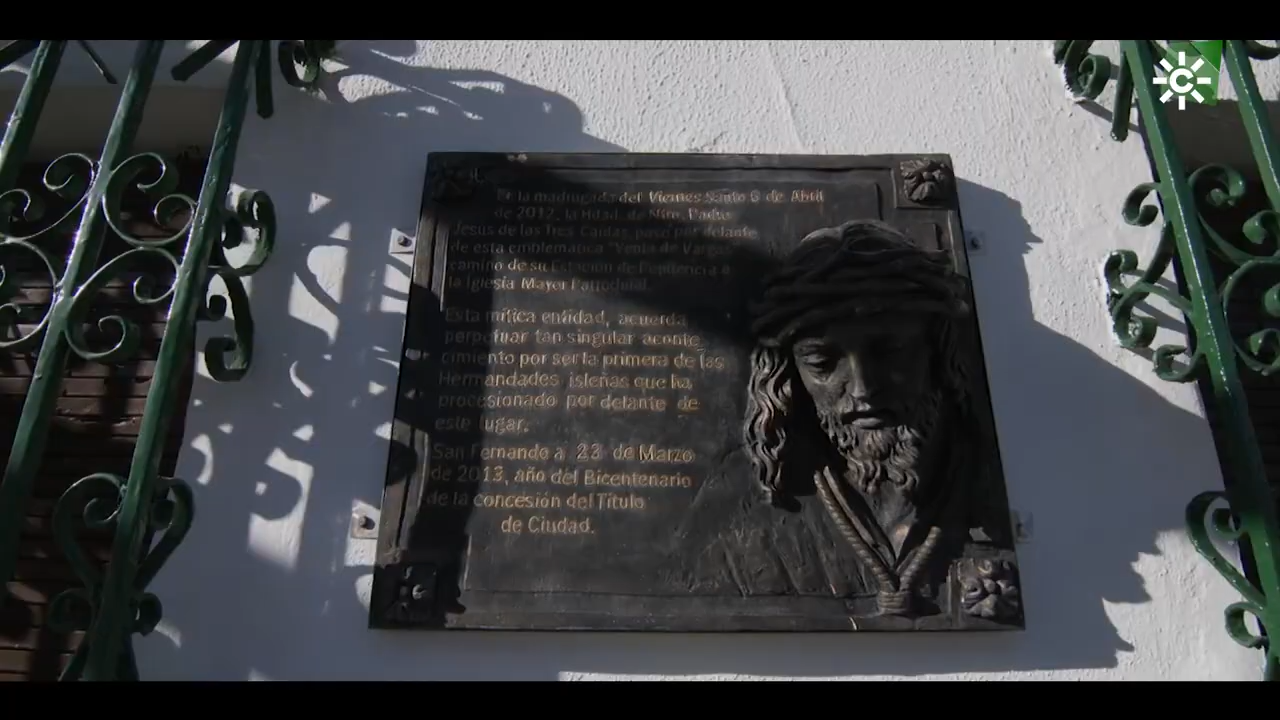 En la madrugada del Viernes Santo 6 de Abril
de 2012, la Hdad. de Ntro. Padre
Jesus de las Tres Caidas, pasó por delante
de esta emblematica "Venta de Vargas"
camino de su Estación de Penitencia a
la Iglesia Mayor Parroquial.
Esta mítica entidad, acuerda
perpetuar tan singular aconte_
cimiento por ser la primera de las
Hermandades isleñas que ha
procesionado por delante de
este lugar.
San Fernando a 23 de Marzo
de 2013, año del Bicentenario
de la concesión del Título
de Ciudad.
C